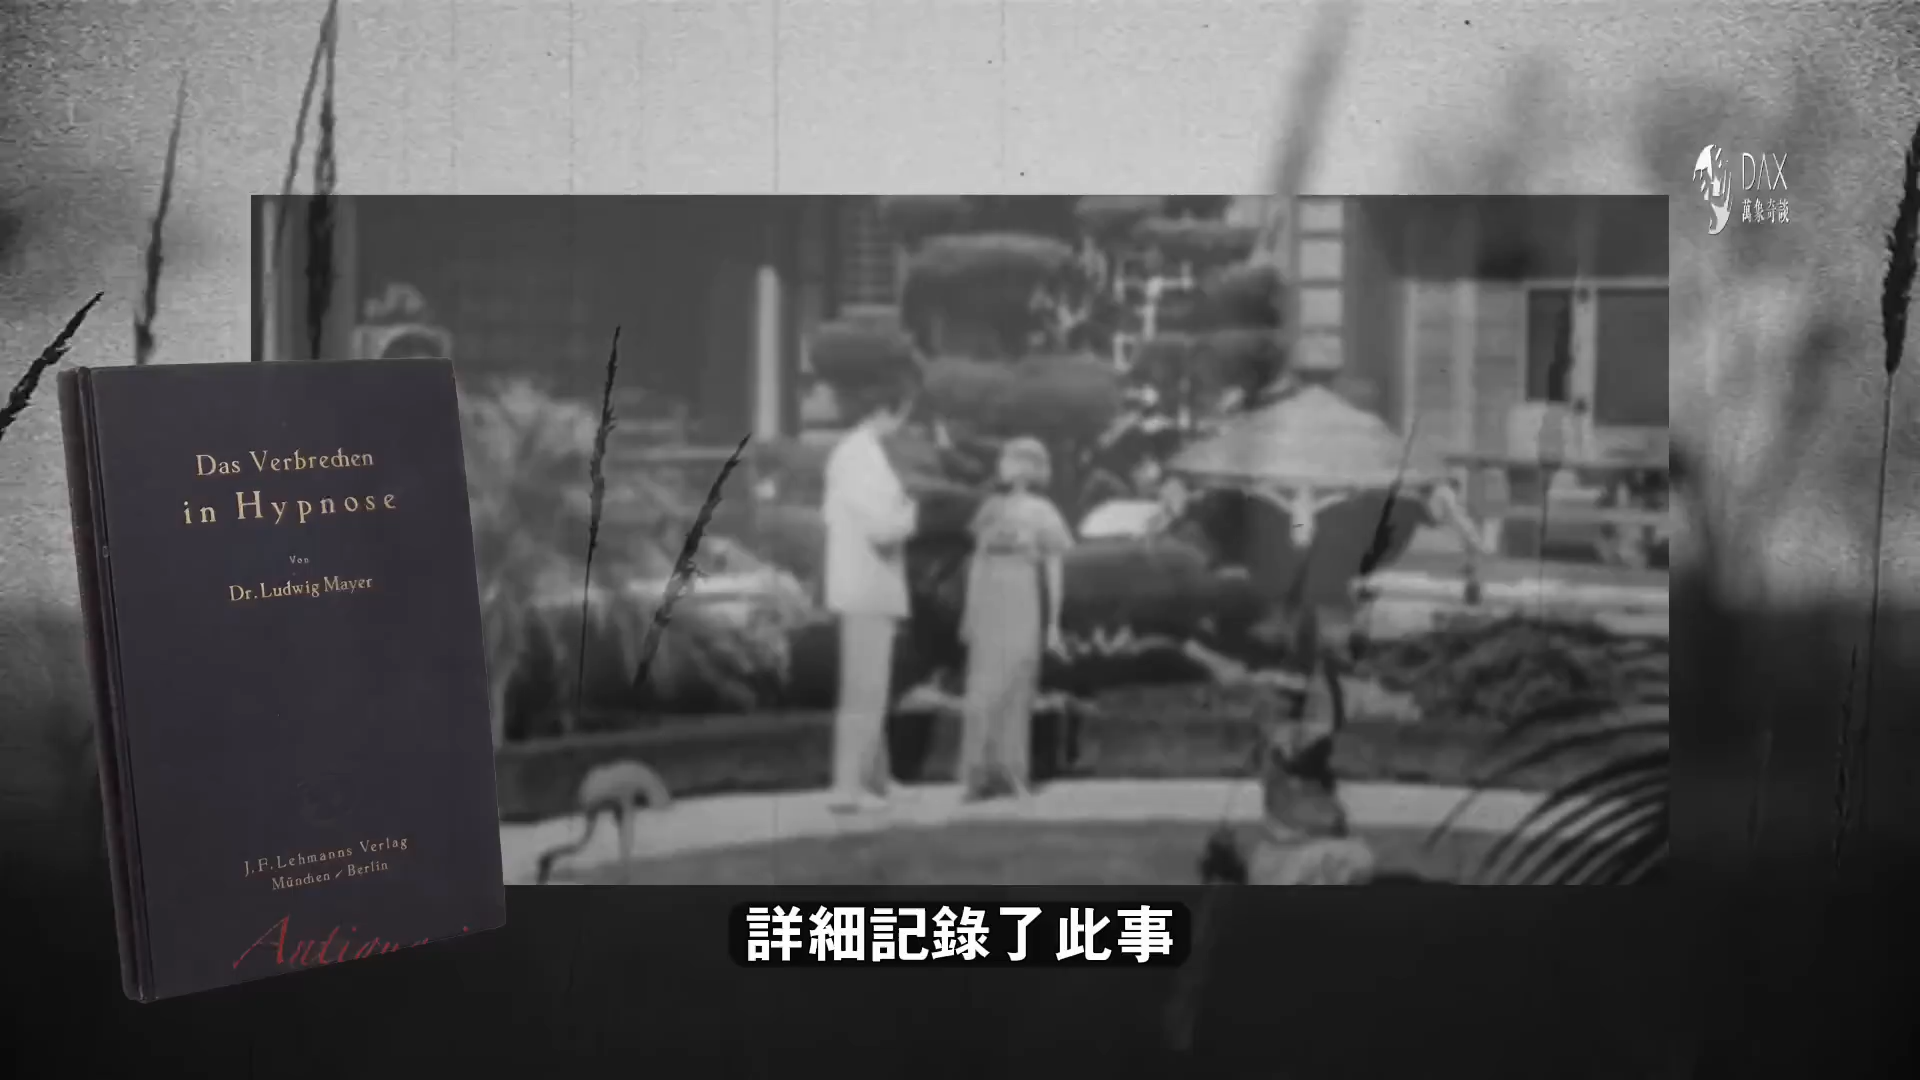 DAX
萬象奇談
Das Verbrechen
in Hypnose
Von
Dr. Ludwig Mayer
J. F. Lehmanns Verlag
München / Berlin
詳細記錄了此事